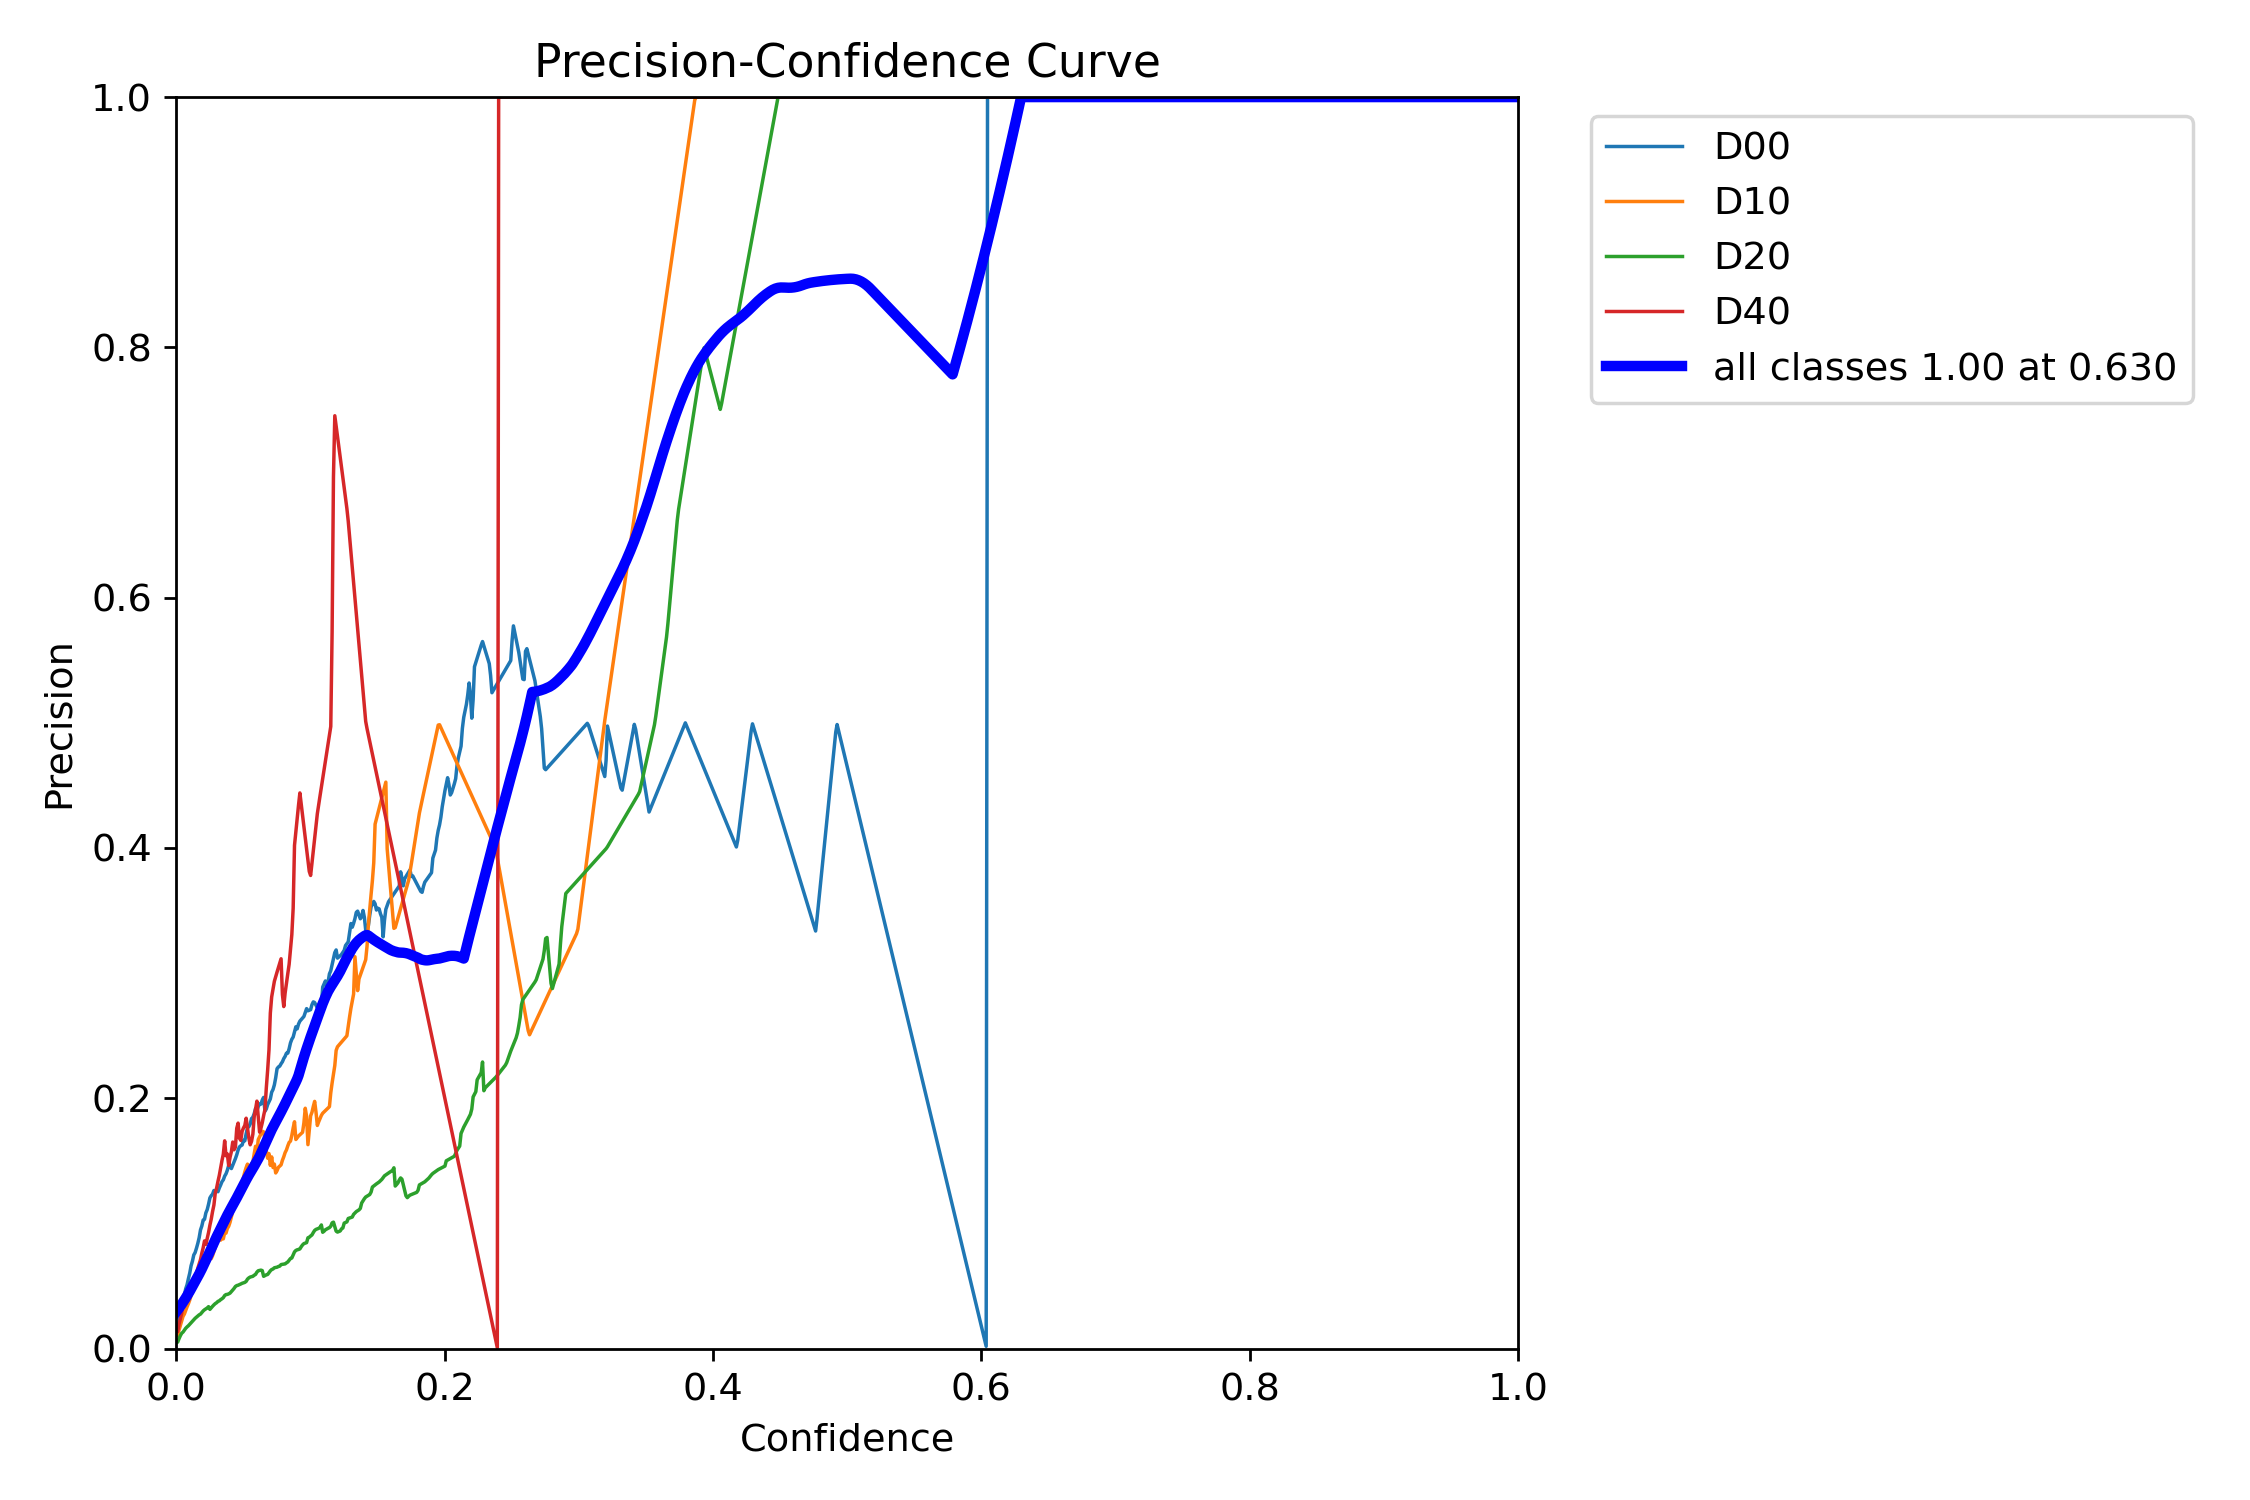 Precision-Confidence Curve
1.0
0.8
0.6
0.4
0.2
0.0
Precision
0.0 0.2 0.4 0.6 0.8 1.0
Confidence
D00
D10
D20
D40
all classes 1.00 at 0.630